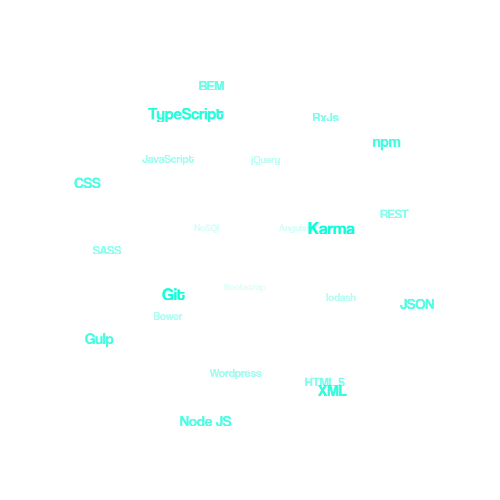 BEM
TypeScript
RxJs
npm
JavaScript
jQuery
CSS
REST
NoSQL
Angular
Karma
SASS
Git
lodash
JSON
Bower
Gulp
Wordpress
HTML 5
XML
Node JS